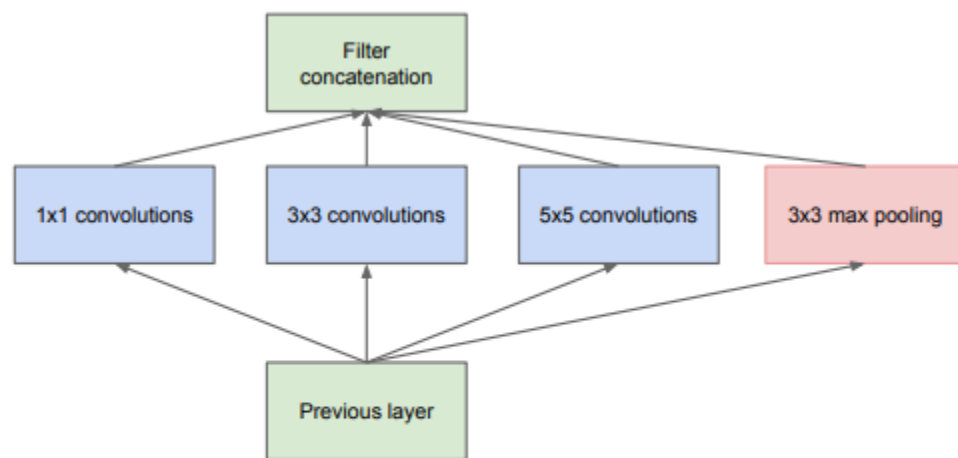 Filter
concatenation
1x1 convolutions
3x3 convolutions
5x5 convolutions
3x3 max pooling
Previous layer